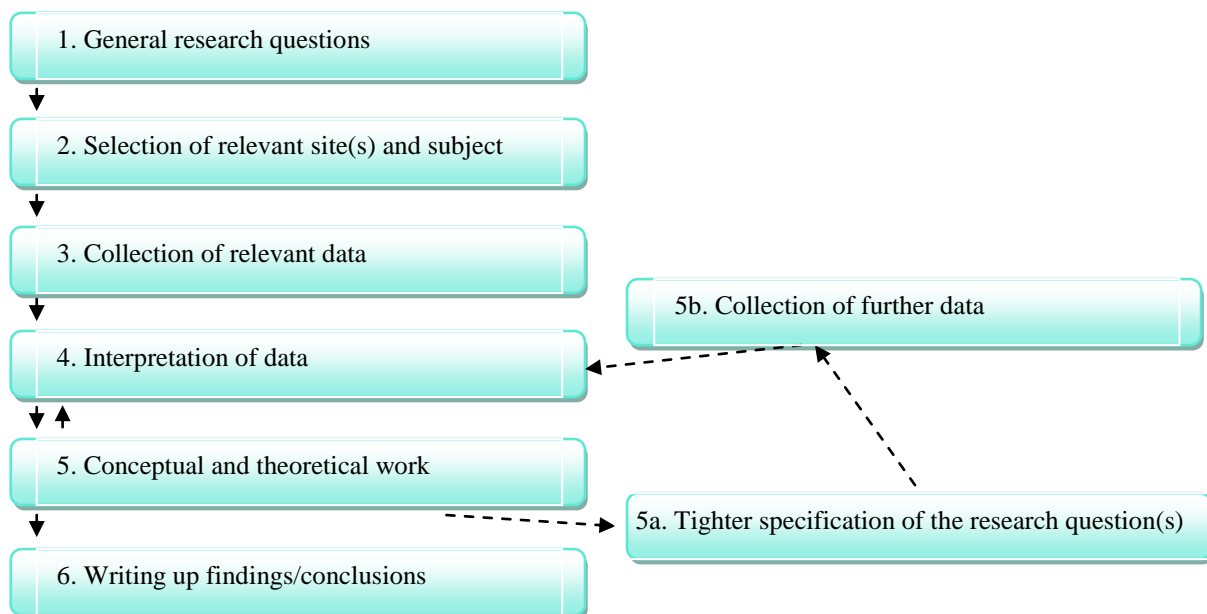 1. General research questions
2. Selection of relevant site(s) and subject
3. Collection of relevant data
4. Interpretation of data
5b. Collection of further data
5. Conceptual and theoretical work
5a. Tighter specification of the research question(s)
6. Writing up findings/conclusions